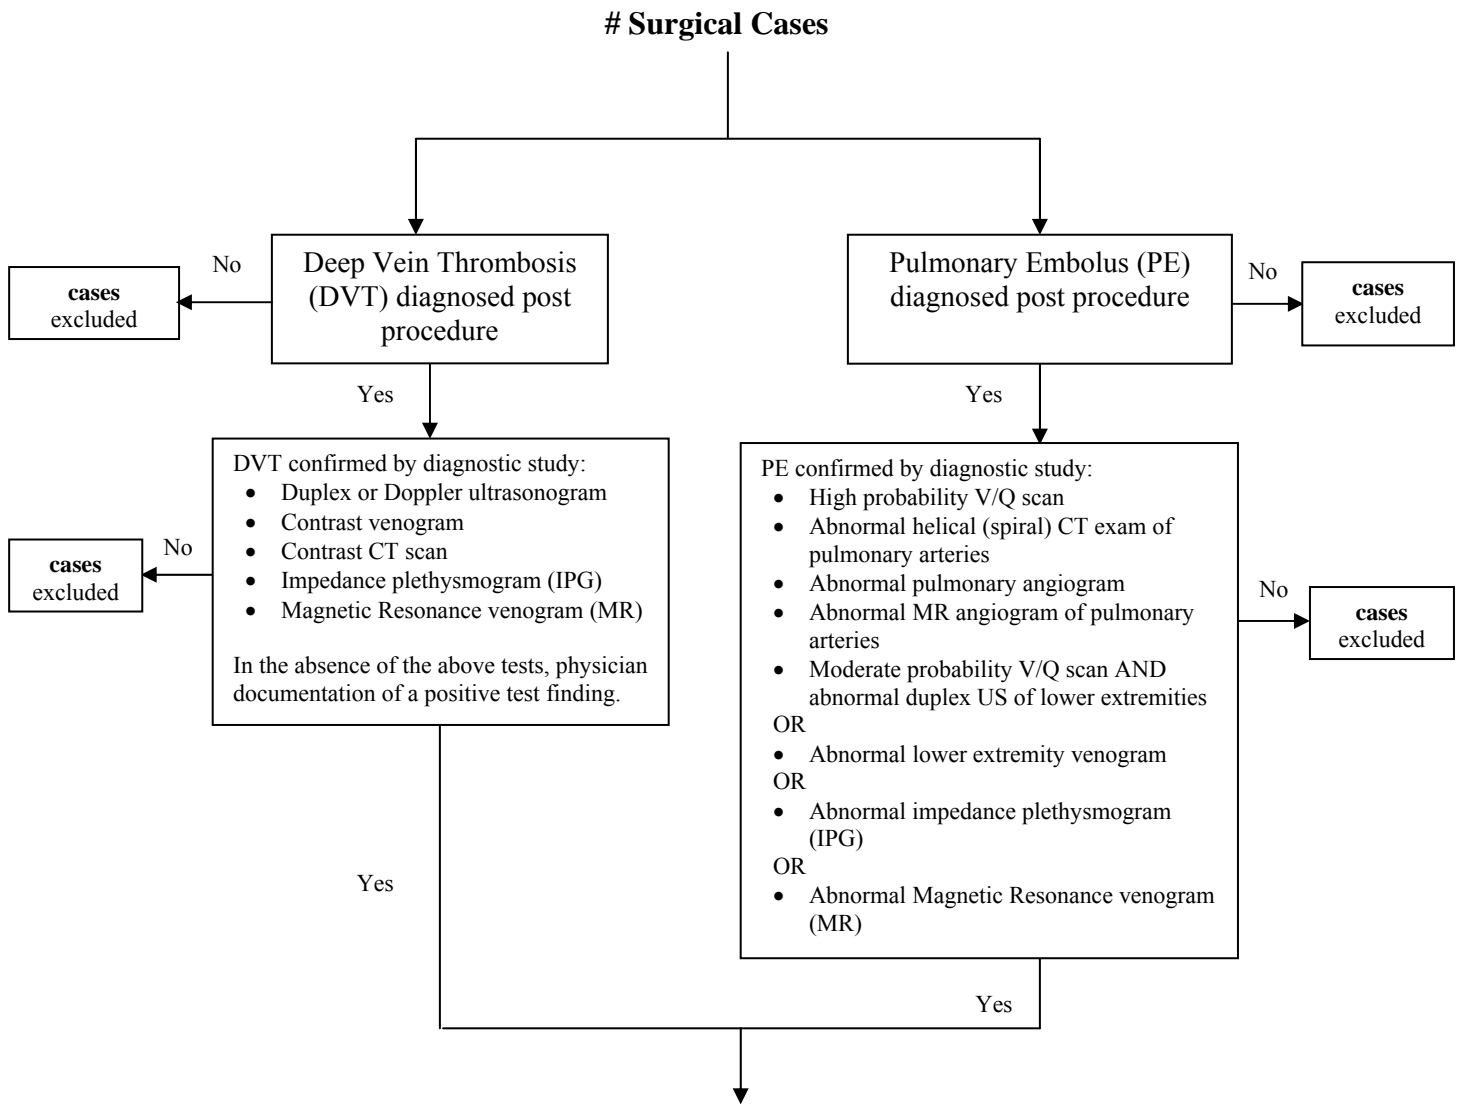 # Surgical Cases
No
cases
excluded
Deep Vein Thrombosis
(DVT) diagnosed post
procedure
Pulmonary Embolus (PE)
diagnosed post procedure
No
cases
excluded
Yes
Yes
DVT confirmed by diagnostic study:
• Duplex or Doppler ultrasonogram
• Contrast venogram
• Contrast CT scan
• Impedance plethysmogram (IPG)
• Magnetic Resonance venogram (MR)
In the absence of the above tests, physician
documentation of a positive test finding.
No
cases
excluded
PE confirmed by diagnostic study:
• High probability V/Q scan
• Abnormal helical (spiral) CT exam of
pulmonary arteries
• Abnormal pulmonary angiogram
• Abnormal MR angiogram of pulmonary
arteries
• Moderate probability V/Q scan AND
abnormal duplex US of lower extremities
OR
• Abnormal lower extremity venogram
OR
• Abnormal impedance plethysmogram
(IPG)
OR
• Abnormal Magnetic Resonance venogram
(MR)
No
cases
excluded
Yes
Yes